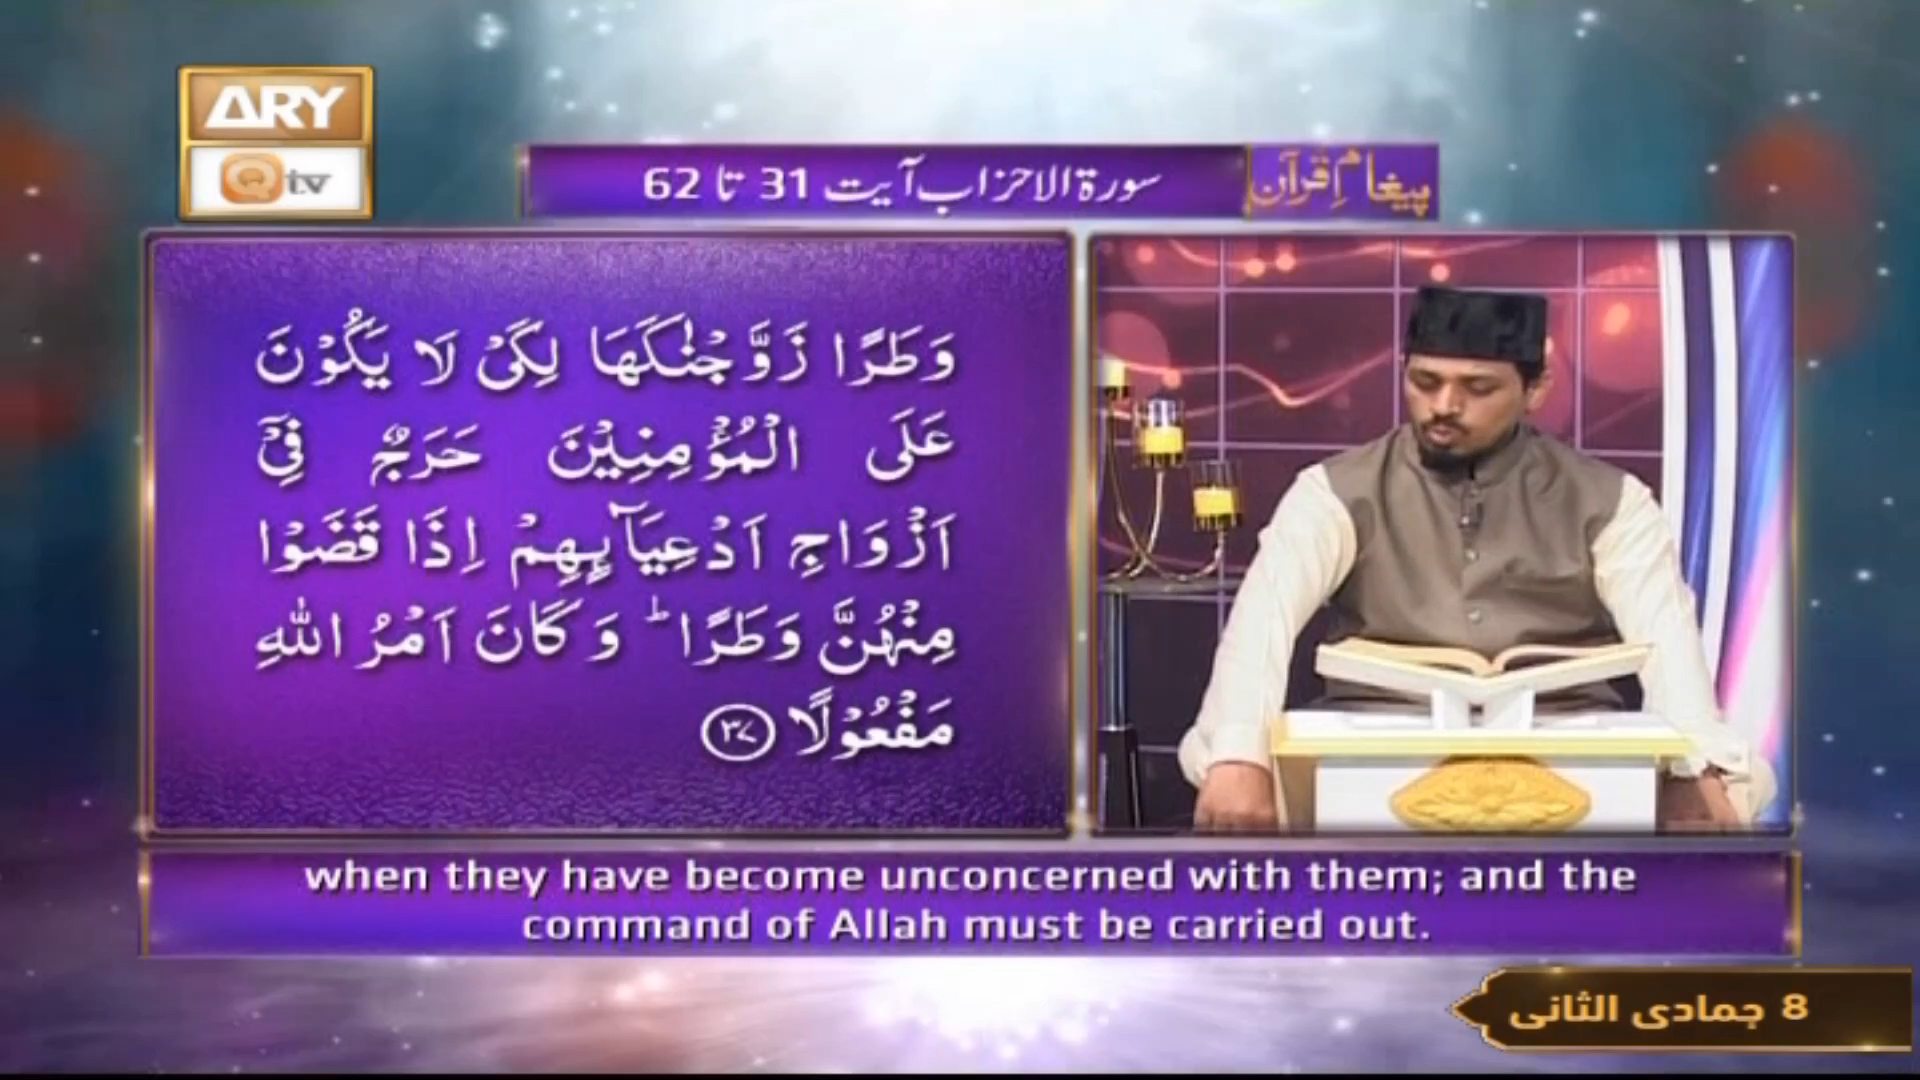 ARY
Qtv
پیغامِ قرآن
سورۃ الاحزاب آیت 31 تا 62
وَطَرًا زَوَّجْنٰكَهَا لِكَیْ لَا یَكُوْنَ
عَلَی الْمُؤْمِنِیْنَ حَرَجٌ فِیْۤ
اَزْوَاجِ اَدْعِیَآىِٕهِمْ اِذَا قَضَوْا
مِنْهُنَّ وَطَرًا ؕ وَ كَانَ اَمْرُ اللّٰهِ
مَفْعُوْلًا ۳۷
when they have become unconcerned with them; and the
command of Allah must be carried out.
8 جمادی الثانی